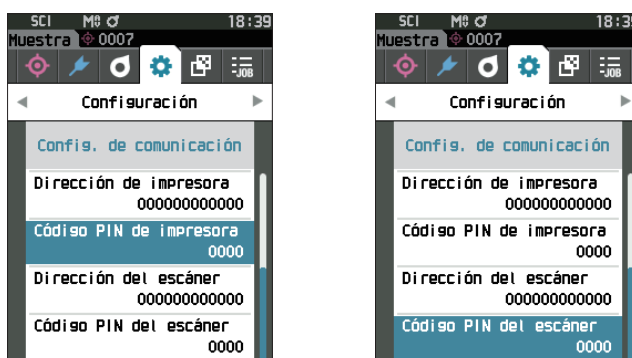 SCI M 18:39
Muestra 0007
JOB
Configuración
Config. de comunicación
Dirección de impresora
000000000000
Código PIN de impresora
0000
Dirección del escáner
000000000000
Código PIN del escáner
0000
SCI M 18:39
Muestra 0007
JOB
Configuración
Config. de comunicación
Dirección de impresora
000000000000
Código PIN de impresora
0000
Dirección del escáner
000000000000
Código PIN del escáner
0000